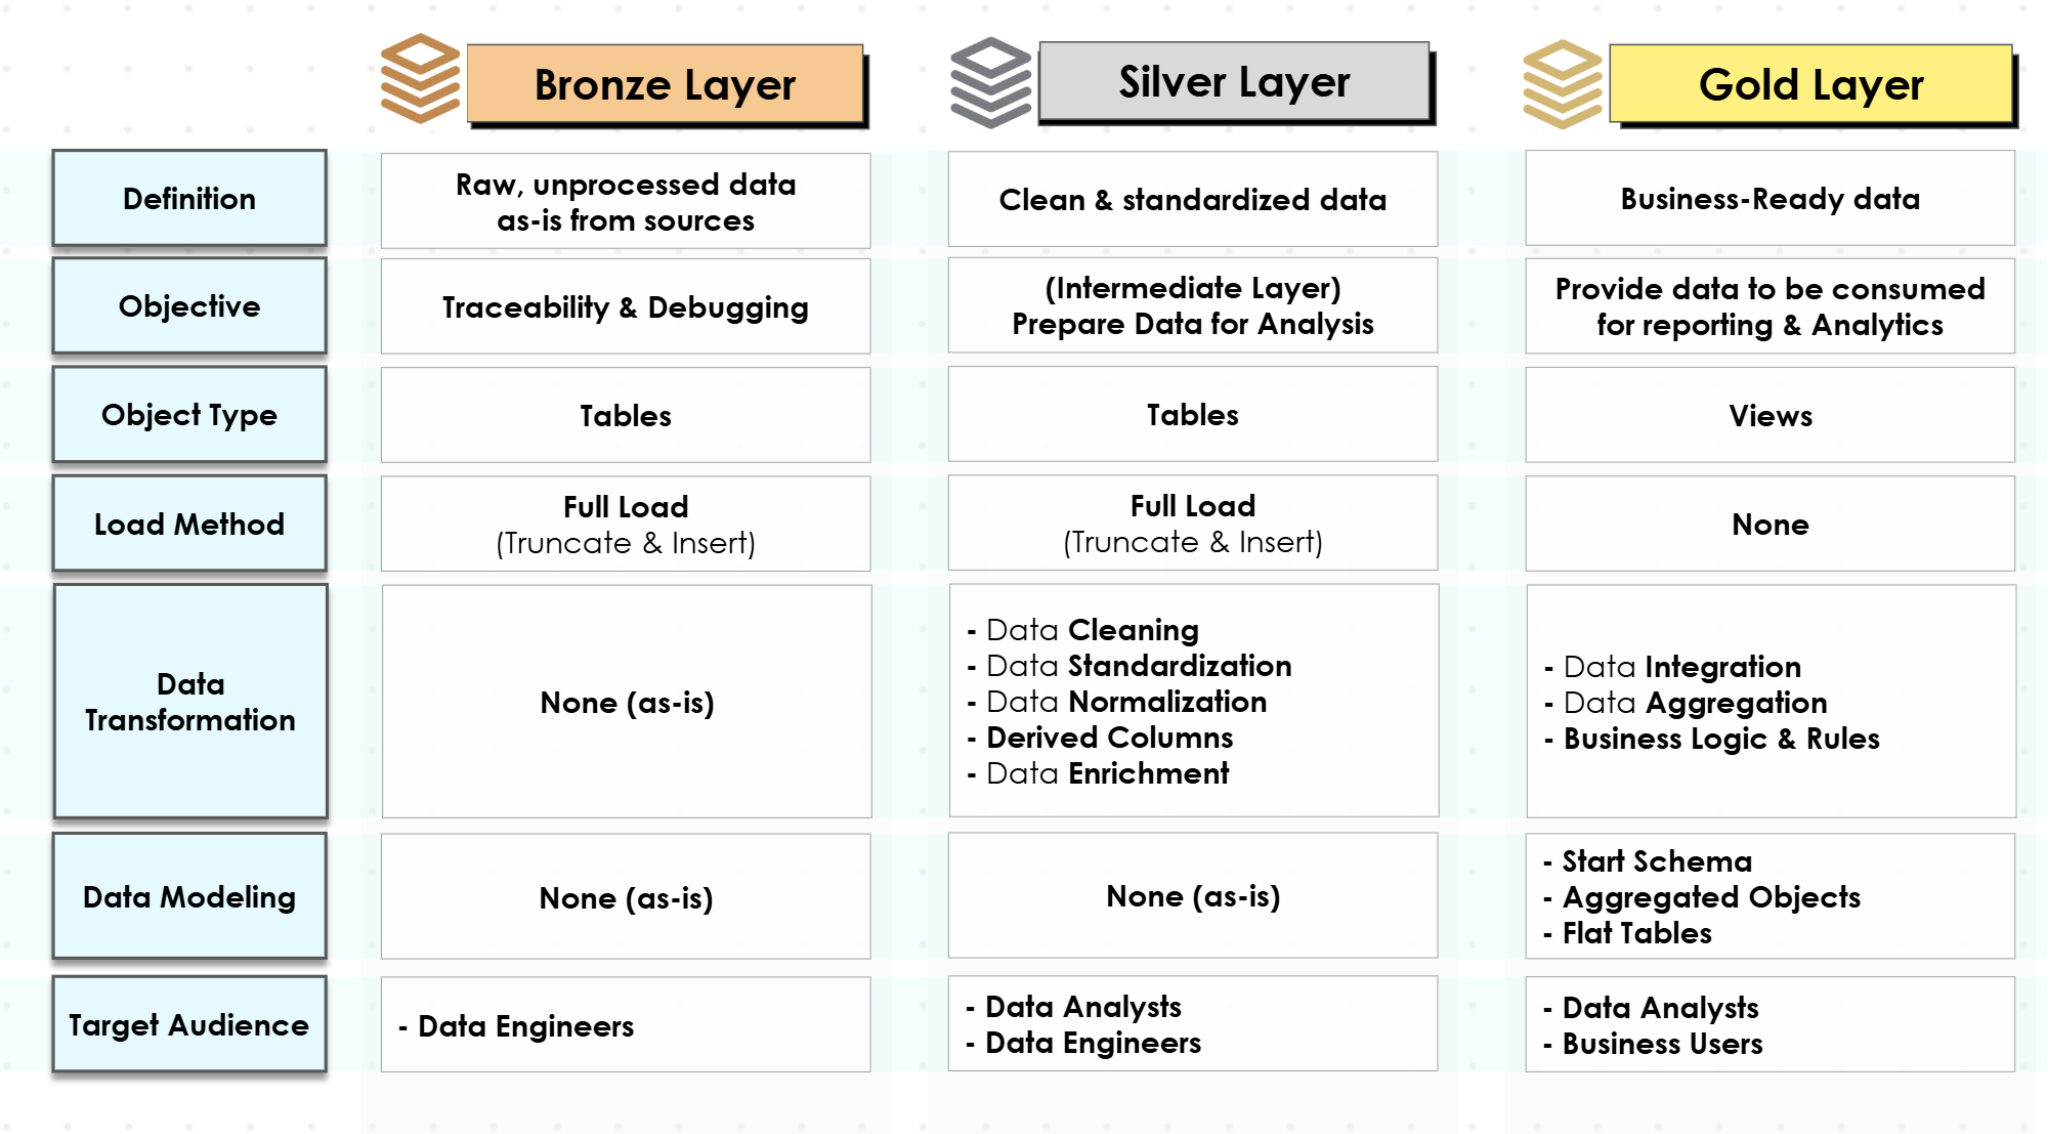 Bronze Layer
Silver Layer
Gold Layer
Definition
Raw, unprocessed data
as-is from sources
Clean & standardized data
Business-Ready data
Objective
Traceability & Debugging
(Intermediate Layer)
Prepare Data for Analysis
Provide data to be consumed
for reporting & Analytics
Object Type
Tables
Tables
Views
Load Method
Full Load
(Truncate & Insert)
Full Load
(Truncate & Insert)
None
Data
Transformation
None (as-is)
- Data Cleaning
- Data Standardization
- Data Normalization
- Derived Columns
- Data Enrichment
- Data Integration
- Data Aggregation
- Business Logic & Rules
Data Modeling
None (as-is)
None (as-is)
- Start Schema
- Aggregated Objects
- Flat Tables
Target Audience
- Data Engineers
- Data Analysts
- Data Engineers
- Data Analysts
- Business Users